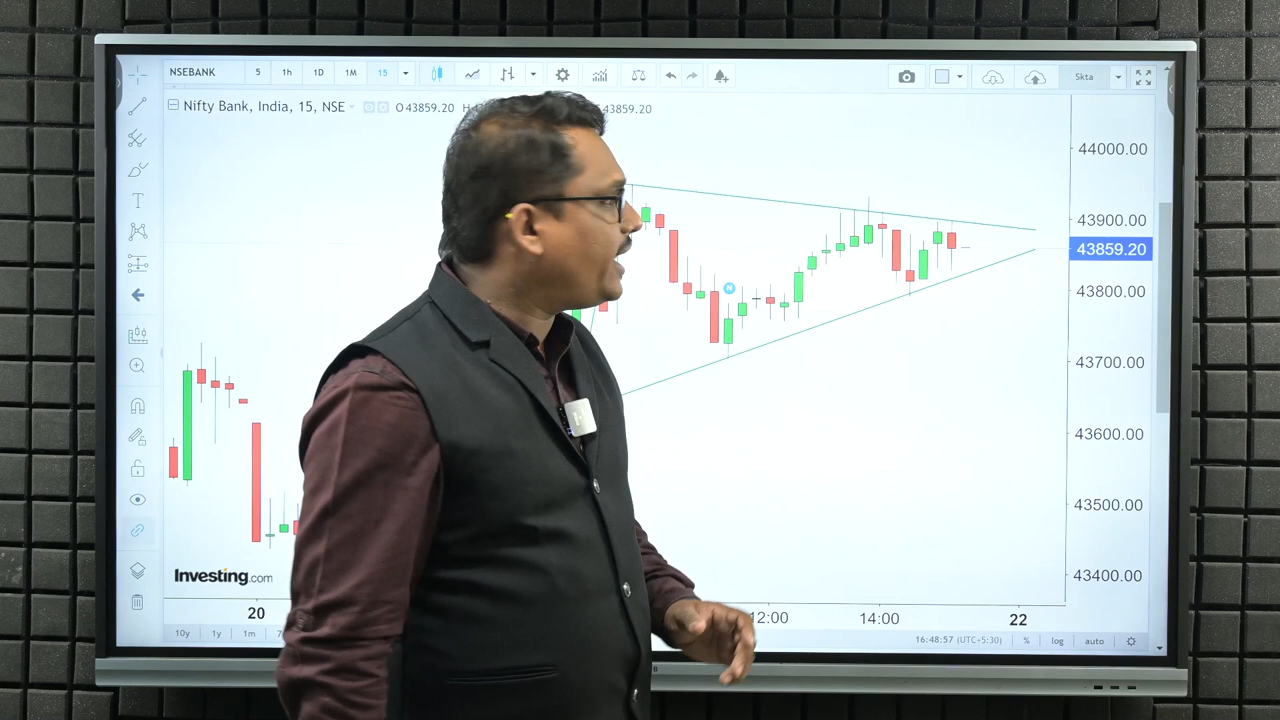 NSEBANK 5 1h 1D 1M 15 Skta
Nifty Bank, India, 15, NSE O43859.20 H 43859.20
44000.00
43900.00
43859.20
43800.00
43700.00
43600.00
43500.00
43400.00
N
Investing.com
20 12:00 14:00 22
10y 1y 1m 7 16:48:57 (UTC+5:30) % log auto